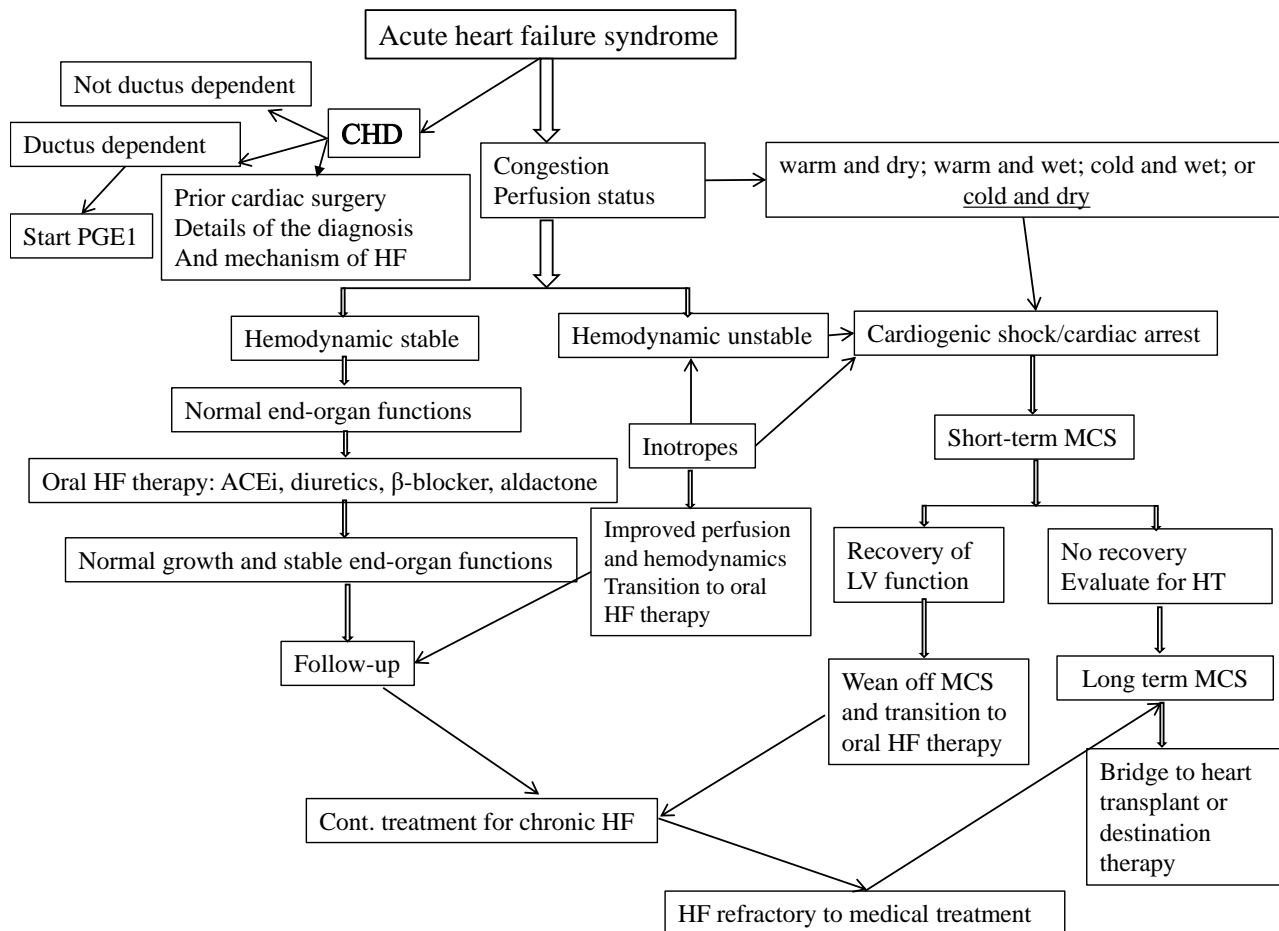 Acute heart failure syndrome
Not ductus dependent
CHD
Ductus dependent
Start PGE1
Prior cardiac surgery
Details of the diagnosis
And mechanism of HF
Congestion
Perfusion status
warm and dry; warm and wet; cold and wet; or
cold and dry
Hemodynamic stable
Hemodynamic unstable
Cardiogenic shock/cardiac arrest
Normal end-organ functions
Inotropes
Short-term MCS
Oral HF therapy: ACEi, diuretics, β-blocker, aldactone
Improved perfusion
and hemodynamics
Transition to oral
HF therapy
Recovery of
LV function
No recovery
Evaluate for HT
Normal growth and stable end-organ functions
Follow-up
Wean off MCS
and transition to
oral HF therapy
Long term MCS
Bridge to heart
transplant or
destination
therapy
Cont. treatment for chronic HF
HF refractory to medical treatment